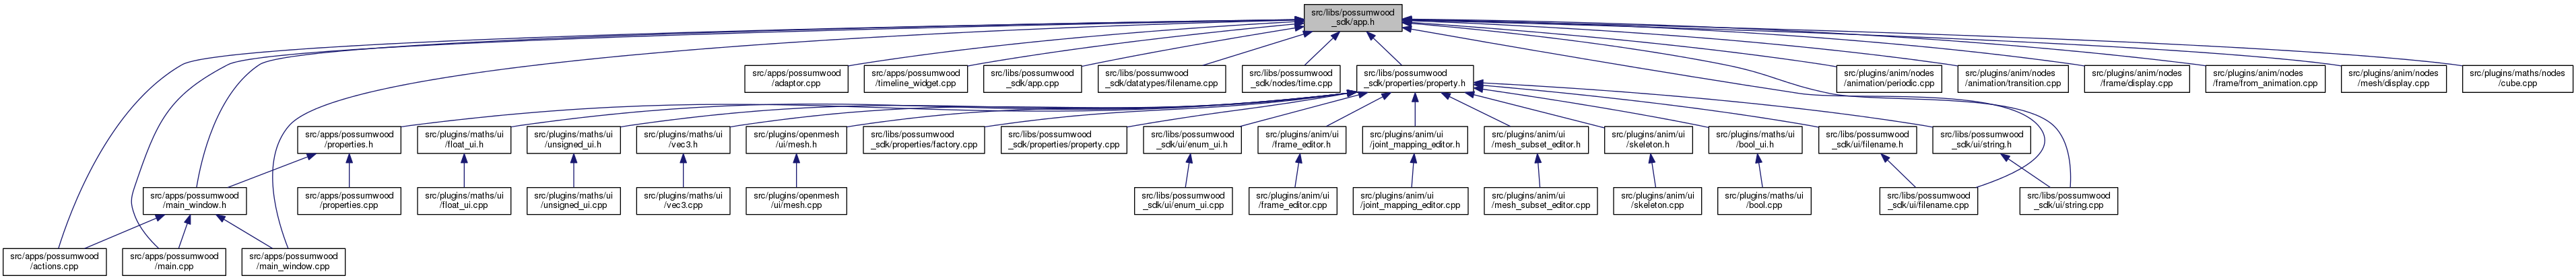 src/libs/possumwood
_sdk/app.h
src/apps/possumwood
/adaptor.cpp
src/apps/possumwood
/timeline_widget.cpp
src/libs/possumwood
_sdk/app.cpp
src/libs/possumwood
_sdk/datatypes/filename.cpp
src/libs/possumwood
_sdk/nodes/time.cpp
src/libs/possumwood
_sdk/properties/property.h
src/plugins/anim/nodes
/animation/periodic.cpp
src/plugins/anim/nodes
/animation/transition.cpp
src/plugins/anim/nodes
/frame/display.cpp
src/plugins/anim/nodes
/frame/from_animation.cpp
src/plugins/anim/nodes
/mesh/display.cpp
src/plugins/maths/nodes
/cube.cpp
src/apps/possumwood
/properties.h
src/plugins/maths/ui
/float_ui.h
src/plugins/maths/ui
/unsigned_ui.h
src/plugins/maths/ui
/vec3.h
src/plugins/openmesh
/ui/mesh.h
src/libs/possumwood
_sdk/properties/factory.cpp
src/libs/possumwood
_sdk/properties/property.cpp
src/libs/possumwood
_sdk/ui/enum_ui.h
src/plugins/anim/ui
/frame_editor.h
src/plugins/anim/ui
/joint_mapping_editor.h
src/plugins/anim/ui
/mesh_subset_editor.h
src/plugins/anim/ui
/skeleton.h
src/plugins/maths/ui
/bool_ui.h
src/libs/possumwood
_sdk/ui/filename.h
src/libs/possumwood
_sdk/ui/string.h
src/apps/possumwood
/main_window.h
src/apps/possumwood
/properties.cpp
src/plugins/maths/ui
/float_ui.cpp
src/plugins/maths/ui
/unsigned_ui.cpp
src/plugins/maths/ui
/vec3.cpp
src/plugins/openmesh
/ui/mesh.cpp
src/libs/possumwood
_sdk/ui/enum_ui.cpp
src/plugins/anim/ui
/frame_editor.cpp
src/plugins/anim/ui
/joint_mapping_editor.cpp
src/plugins/anim/ui
/mesh_subset_editor.cpp
src/plugins/anim/ui
/skeleton.cpp
src/plugins/maths/ui
/bool.cpp
src/libs/possumwood
_sdk/ui/filename.cpp
src/libs/possumwood
_sdk/ui/string.cpp
src/apps/possumwood
/actions.cpp
src/apps/possumwood
/main.cpp
src/apps/possumwood
/main_window.cpp